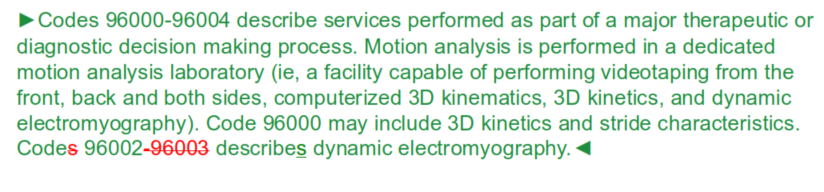 ►Codes 96000-96004 describe services performed as part of a major therapeutic or
diagnostic decision making process. Motion analysis is performed in a dedicated
motion analysis laboratory (ie, a facility capable of performing videotaping from the
front, back and both sides, computerized 3D kinematics, 3D kinetics, and dynamic
electromyography). Code 96000 may include 3D kinetics and stride characteristics.
Codes 96002-96003 describes dynamic electromyography.◄